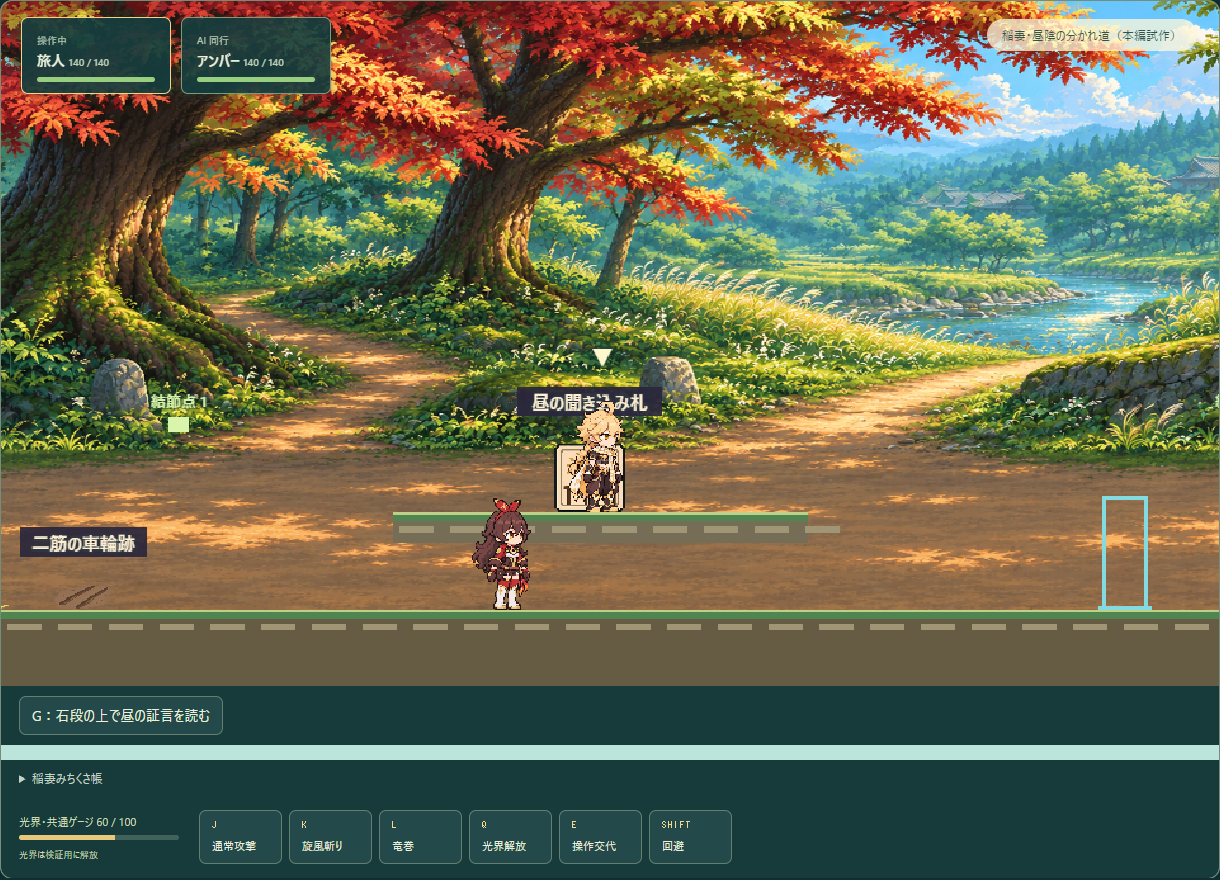 操作中
旅人 140 / 140
AI 同行
アンバー 140 / 140
稲妻・昼陰の分かれ道（本編試作）
結節点 1
昼の聞き込み札
二筋の車輪跡
G：石段の上で昼の証言を読む
▶ 稲妻みちくさ帳
光界・共通ゲージ 60 / 100
光界は検証用に解放
J
通常攻撃
K
旋風斬り
L
竜巻
Q
光界解放
E
操作交代
SHIFT
回避